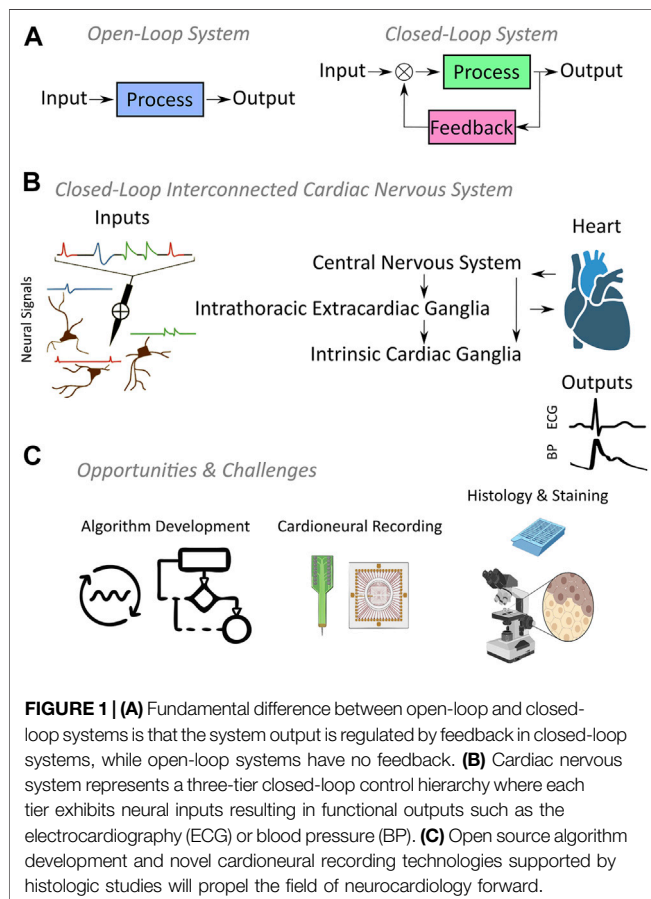 A
Open-Loop System
Closed-Loop System
Input
Process
Output
Input
Process
Output
Feedback
B
Closed-Loop Interconnected Cardiac Nervous System
Inputs
Neural Signals
Central Nervous System
Intrathoracic Extracardiac Ganglia
Intrinsic Cardiac Ganglia
Heart
Outputs
ECG
BP
C
Opportunities & Challenges
Algorithm Development
Cardioneural Recording
Histology & Staining
FIGURE 1 | (A) Fundamental difference between open-loop and closed-
loop systems is that the system output is regulated by feedback in closed-loop
systems, while open-loop systems have no feedback. (B) Cardiac nervous
system represents a three-tier closed-loop control hierarchy where each
tier exhibits neural inputs resulting in functional outputs such as the
electrocardiography (ECG) or blood pressure (BP). (C) Open source algorithm
development and novel cardioneural recording technologies supported by
histologic studies will propel the field of neurocardiology forward.